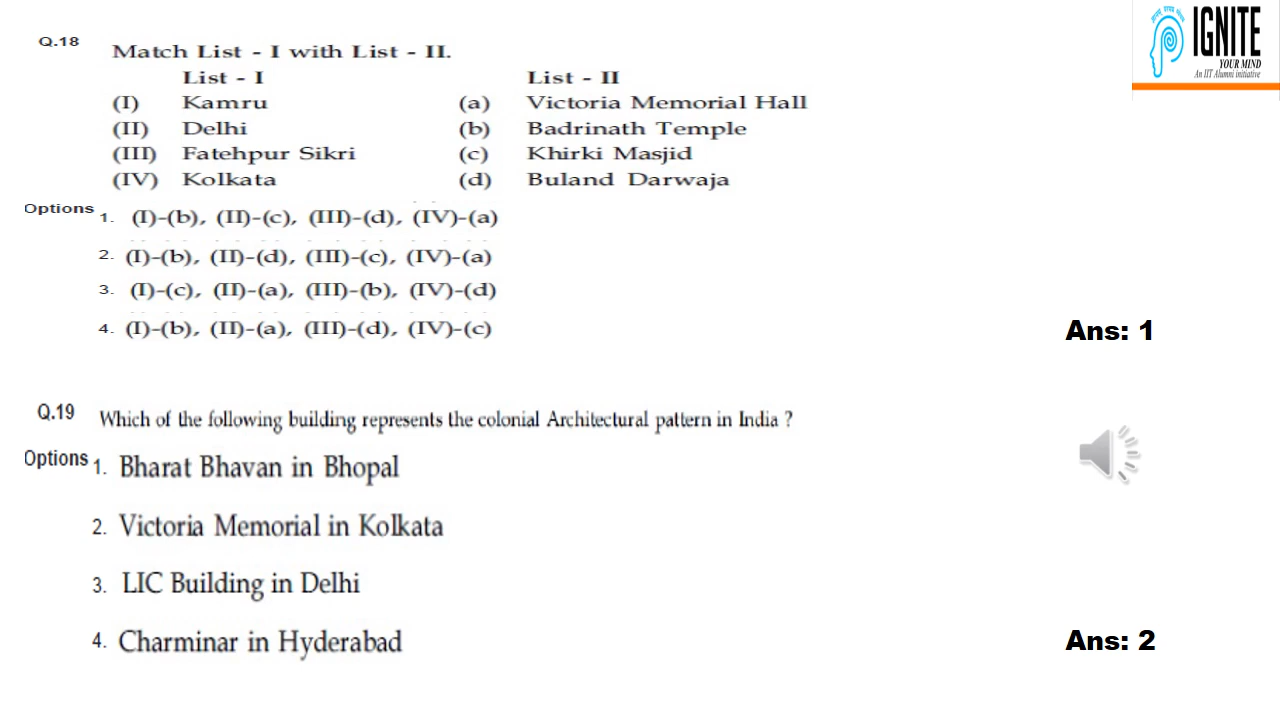 IGNITE
YOUR MIND
An IIT Alumni initiative
Q.18
Match List - I with List - II.
List - I List - II
(I) Kamru (a) Victoria Memorial Hall
(II) Delhi (b) Badrinath Temple
(III) Fatehpur Sikri (c) Khirki Masjid
(IV) Kolkata (d) Buland Darwaja
Options 1. (I)-(b), (II)-(c), (III)-(d), (IV)-(a)
2. (I)-(b), (II)-(d), (III)-(c), (IV)-(a)
3. (I)-(c), (II)-(a), (III)-(b), (IV)-(d)
4. (I)-(b), (II)-(a), (III)-(d), (IV)-(c)
Ans: 1
Q.19 Which of the following building represents the colonial Architectural pattern in India ?
Options 1. Bharat Bhavan in Bhopal
2. Victoria Memorial in Kolkata
3. LIC Building in Delhi
4. Charminar in Hyderabad
Ans: 2